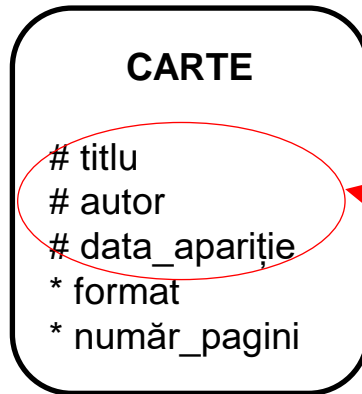 CARTE
# titlu
# autor
# data_apariție
* format
* număr_pagini